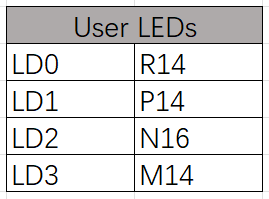 User LEDs
LD0 R14
LD1 P14
LD2 N16
LD3 M14